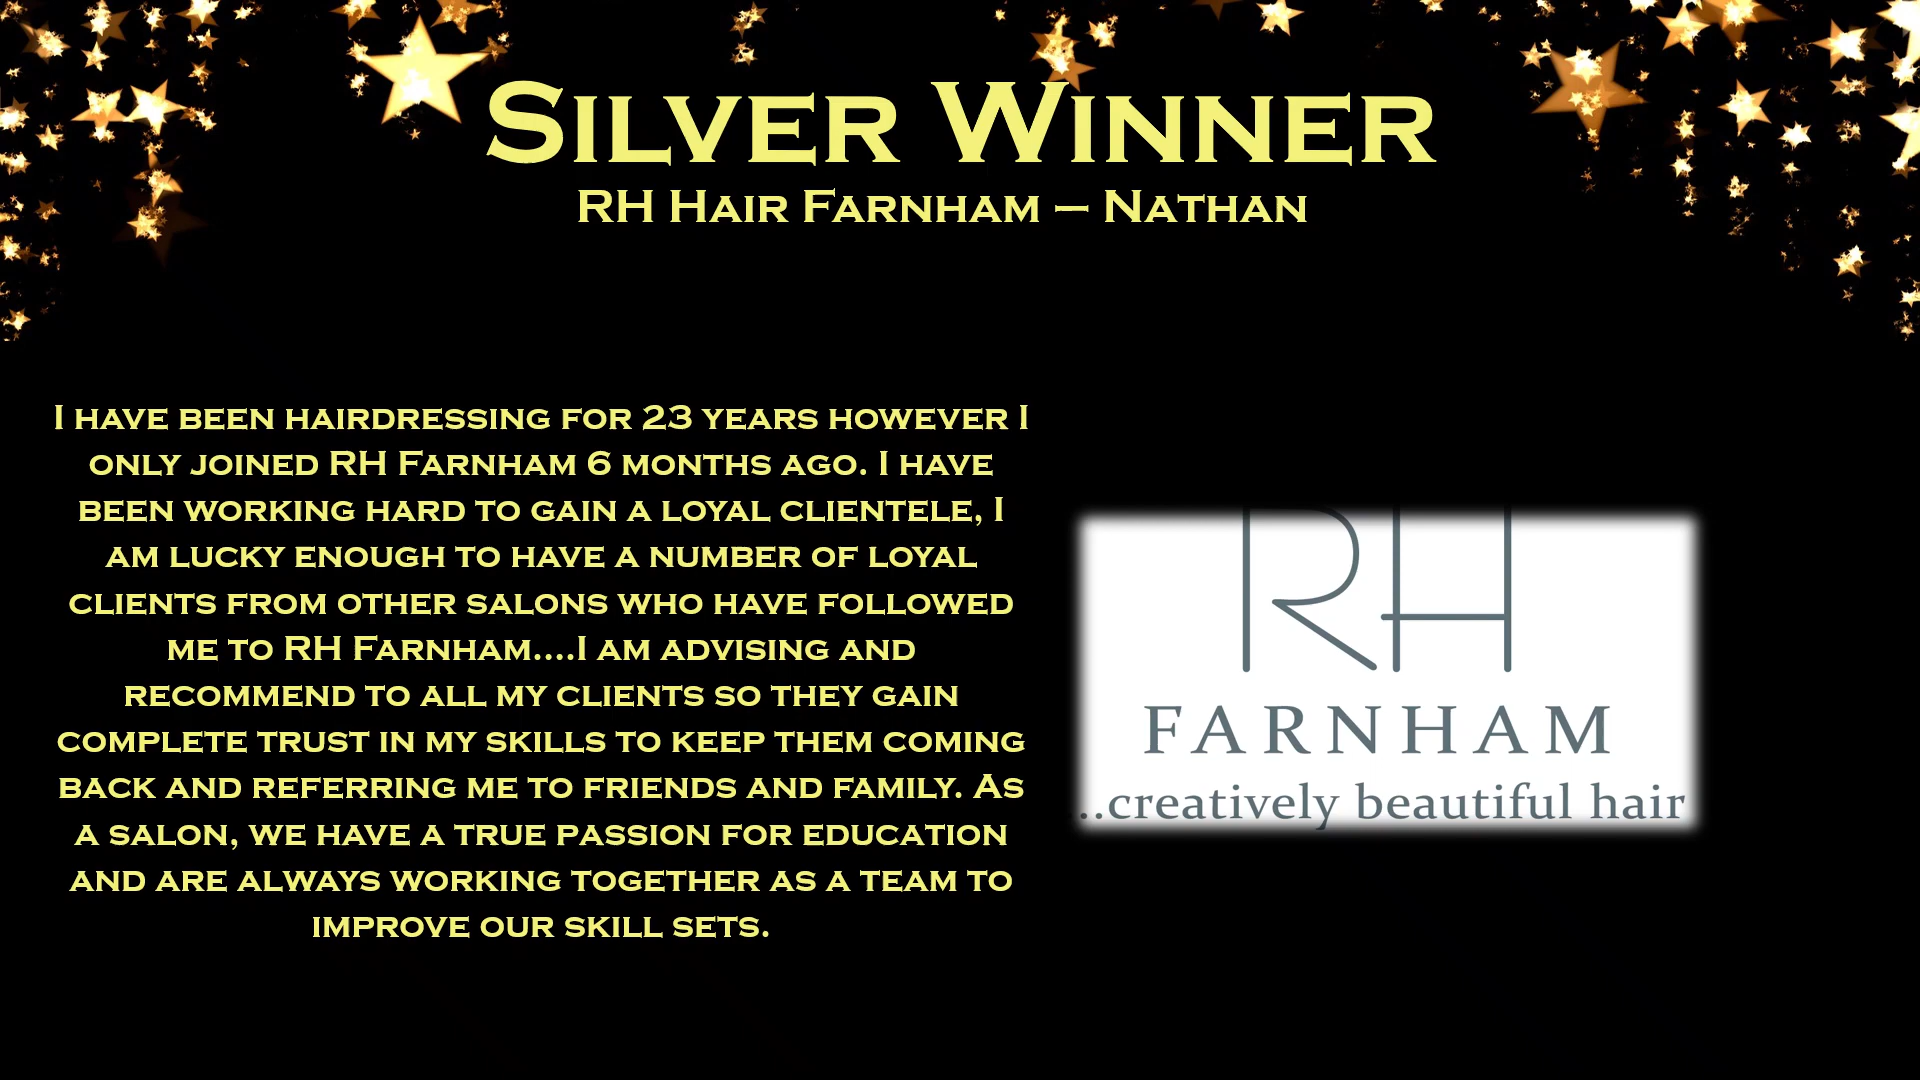 Silver Winner
RH Hair Farnham – Nathan
I have been hairdressing for 23 years however I
only joined RH Farnham 6 months ago. I have
been working hard to gain a loyal clientele, I
am lucky enough to have a number of loyal
clients from other salons who have followed
me to RH Farnham....I am advising and
recommend to all my clients so they gain
complete trust in my skills to keep them coming
back and referring me to friends and family. As
a salon, we have a true passion for education
and are always working together as a team to
improve our skill sets.
RH
FARNHAM
...creatively beautiful hair